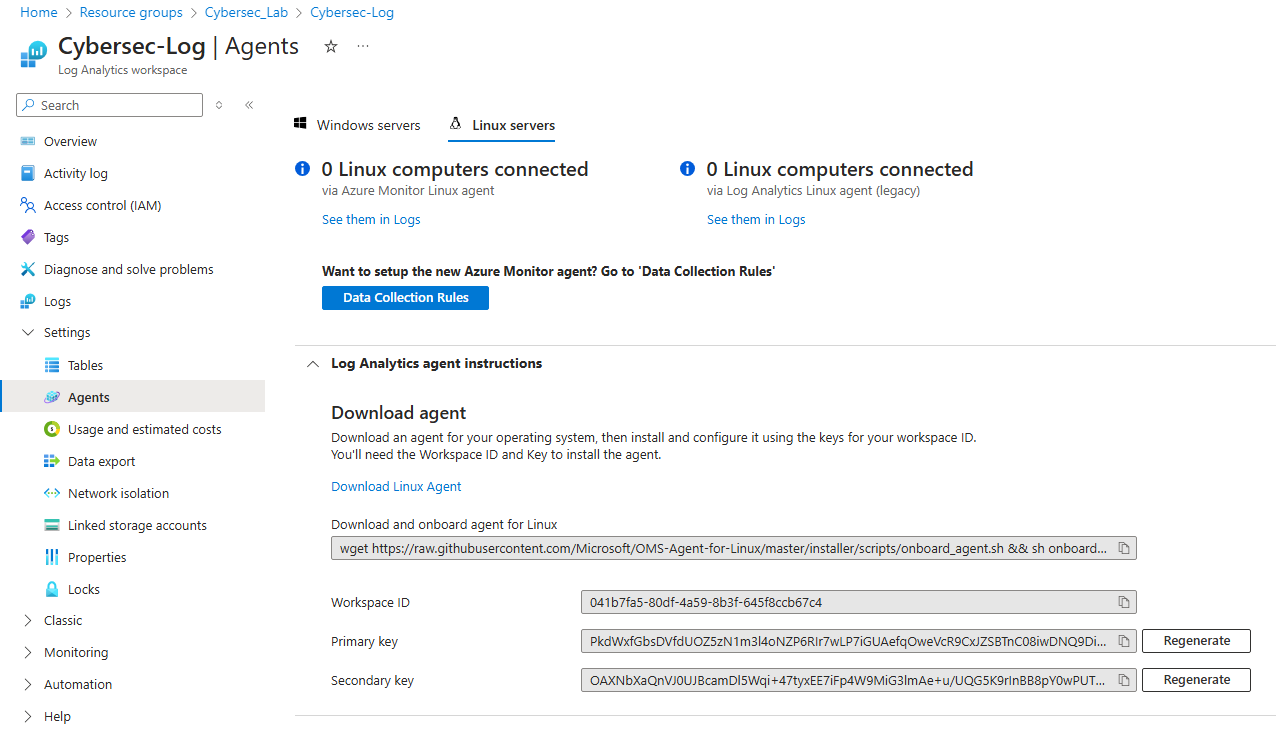 Home > Resource groups > Cybersec_Lab > Cybersec-Log
Cybersec-Log | Agents
Log Analytics workspace
Search
Overview
Activity log
Access control (IAM)
Tags
Diagnose and solve problems
Logs
Settings
Tables
Agents
Usage and estimated costs
Data export
Network isolation
Linked storage accounts
Properties
Locks
Classic
Monitoring
Automation
Help
Windows servers
Linux servers
0 Linux computers connected
via Azure Monitor Linux agent
See them in Logs
0 Linux computers connected
via Log Analytics Linux agent (legacy)
See them in Logs
Want to setup the new Azure Monitor agent? Go to 'Data Collection Rules'
Data Collection Rules
Log Analytics agent instructions
Download agent
Download an agent for your operating system, then install and configure it using the keys for your workspace ID.
You'll need the Workspace ID and Key to install the agent.
Download Linux Agent
Download and onboard agent for Linux
wget https://raw.githubusercontent.com/Microsoft/OMS-Agent-for-Linux/master/installer/scripts/onboard_agent.sh && sh onboard...
Workspace ID
041b7fa5-80df-4a59-8b3f-645f8ccb67c4
Primary key
Regenerate
Secondary key
Regenerate